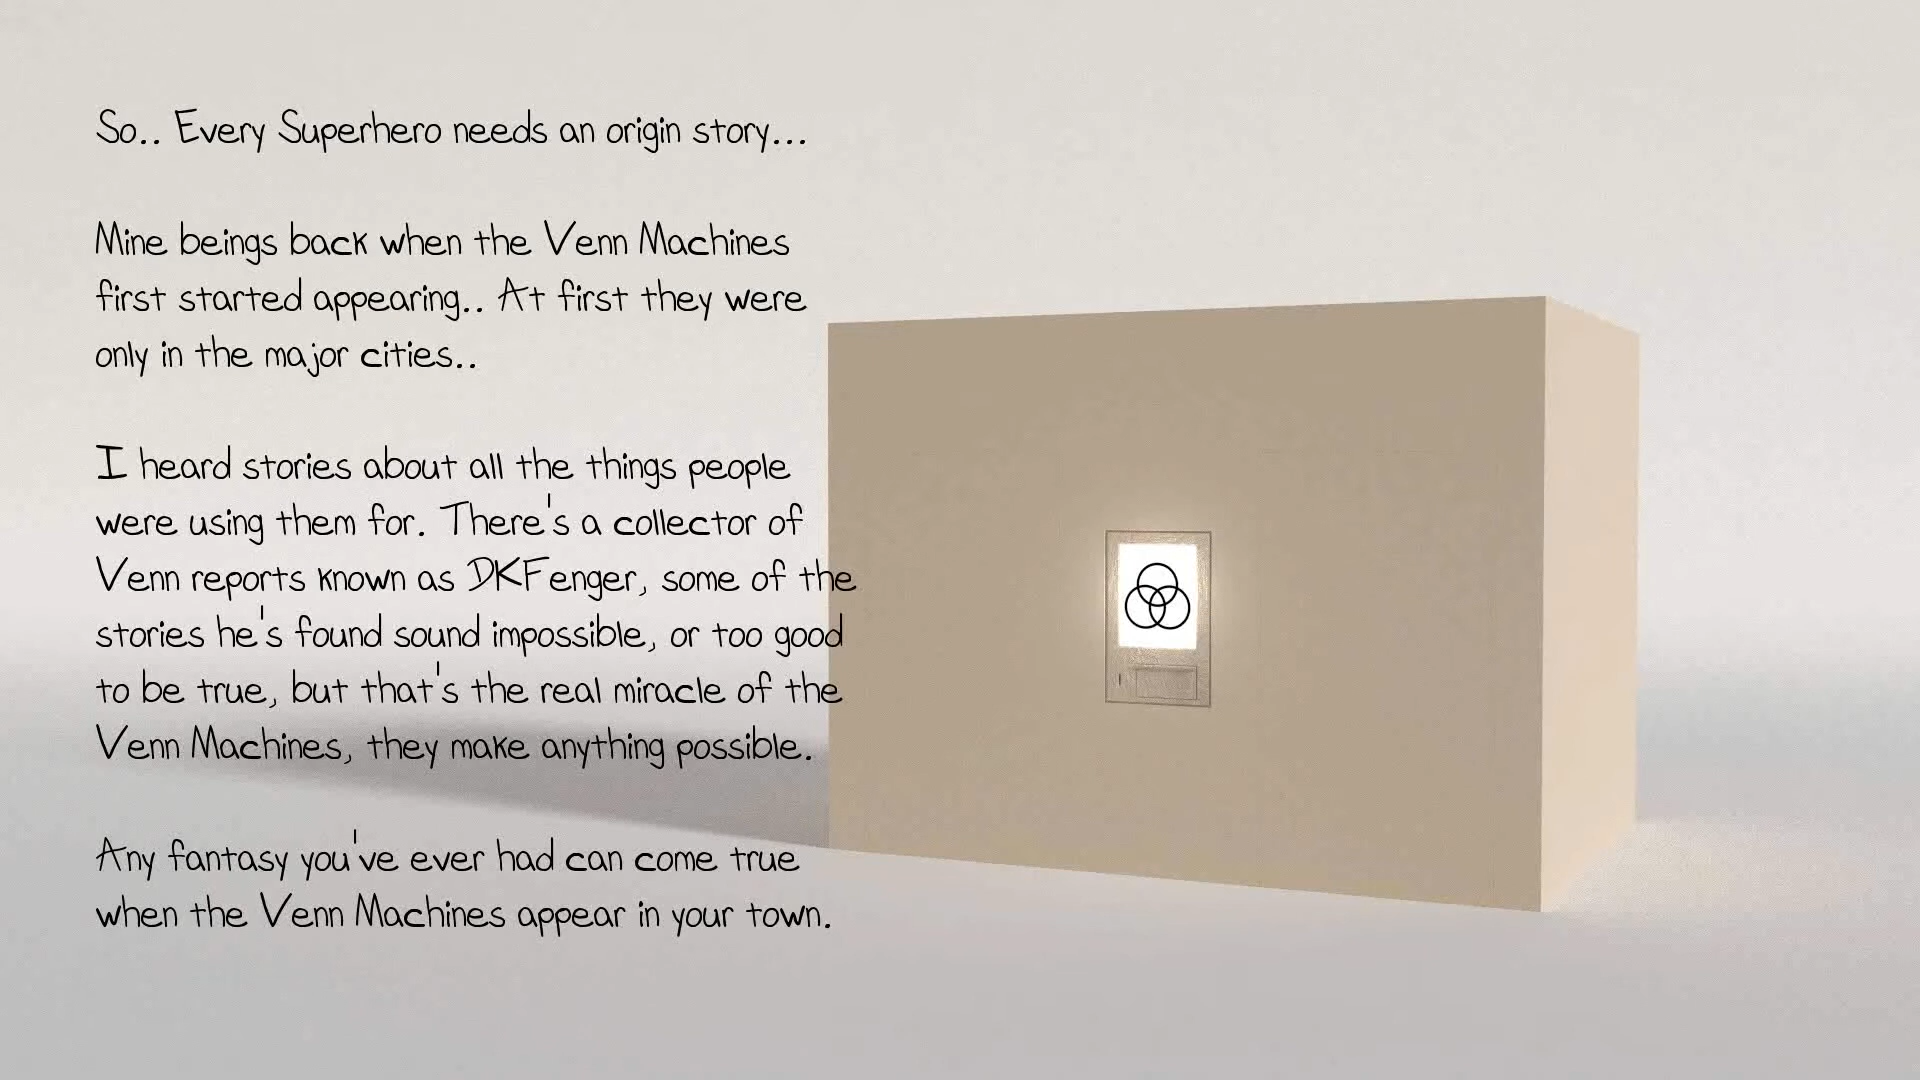 So.. Every Superhero needs an origin story...
Mine beings back when the Venn Machines
first started appearing.. At first they were
only in the major cities..
I heard stories about all the things people
were using them for. There's a collector of
Venn reports known as DKFenger, some of the
stories he's found sound impossible, or too good
to be true, but that's the real miracle of the
Venn Machines, they make anything possible.
Any fantasy you've ever had can come true
when the Venn Machines appear in your town.